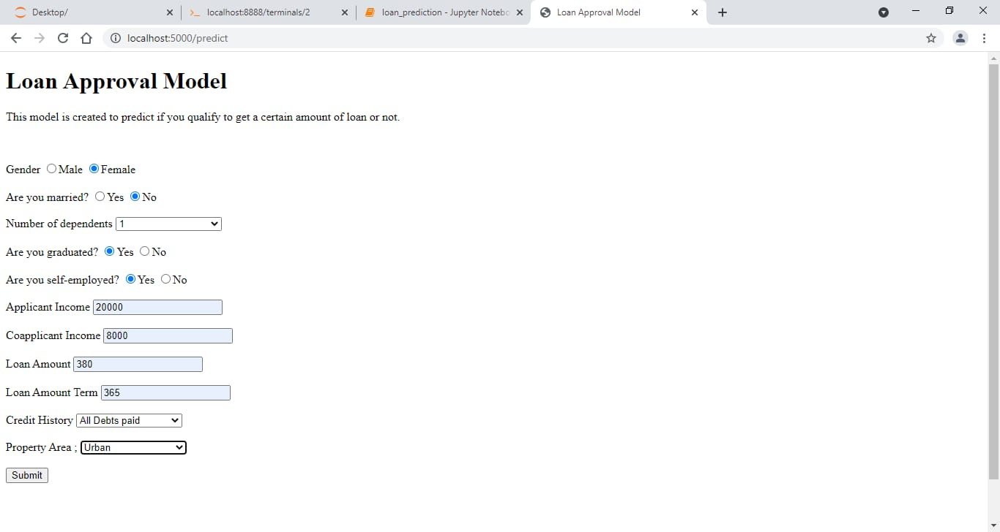 Desktop/ localhost:8888/terminals/2 loan_prediction - Jupyter Notebo Loan Approval Model
localhost:5000/predict
Loan Approval Model
This model is created to predict if you qualify to get a certain amount of loan or not.
Gender Male Female
Are you married? Yes No
Number of dependents 1
Are you graduated? Yes No
Are you self-employed? Yes No
Applicant Income 20000
Coapplicant Income 8000
Loan Amount 380
Loan Amount Term 365
Credit History All Debts paid
Property Area ; Urban
Submit